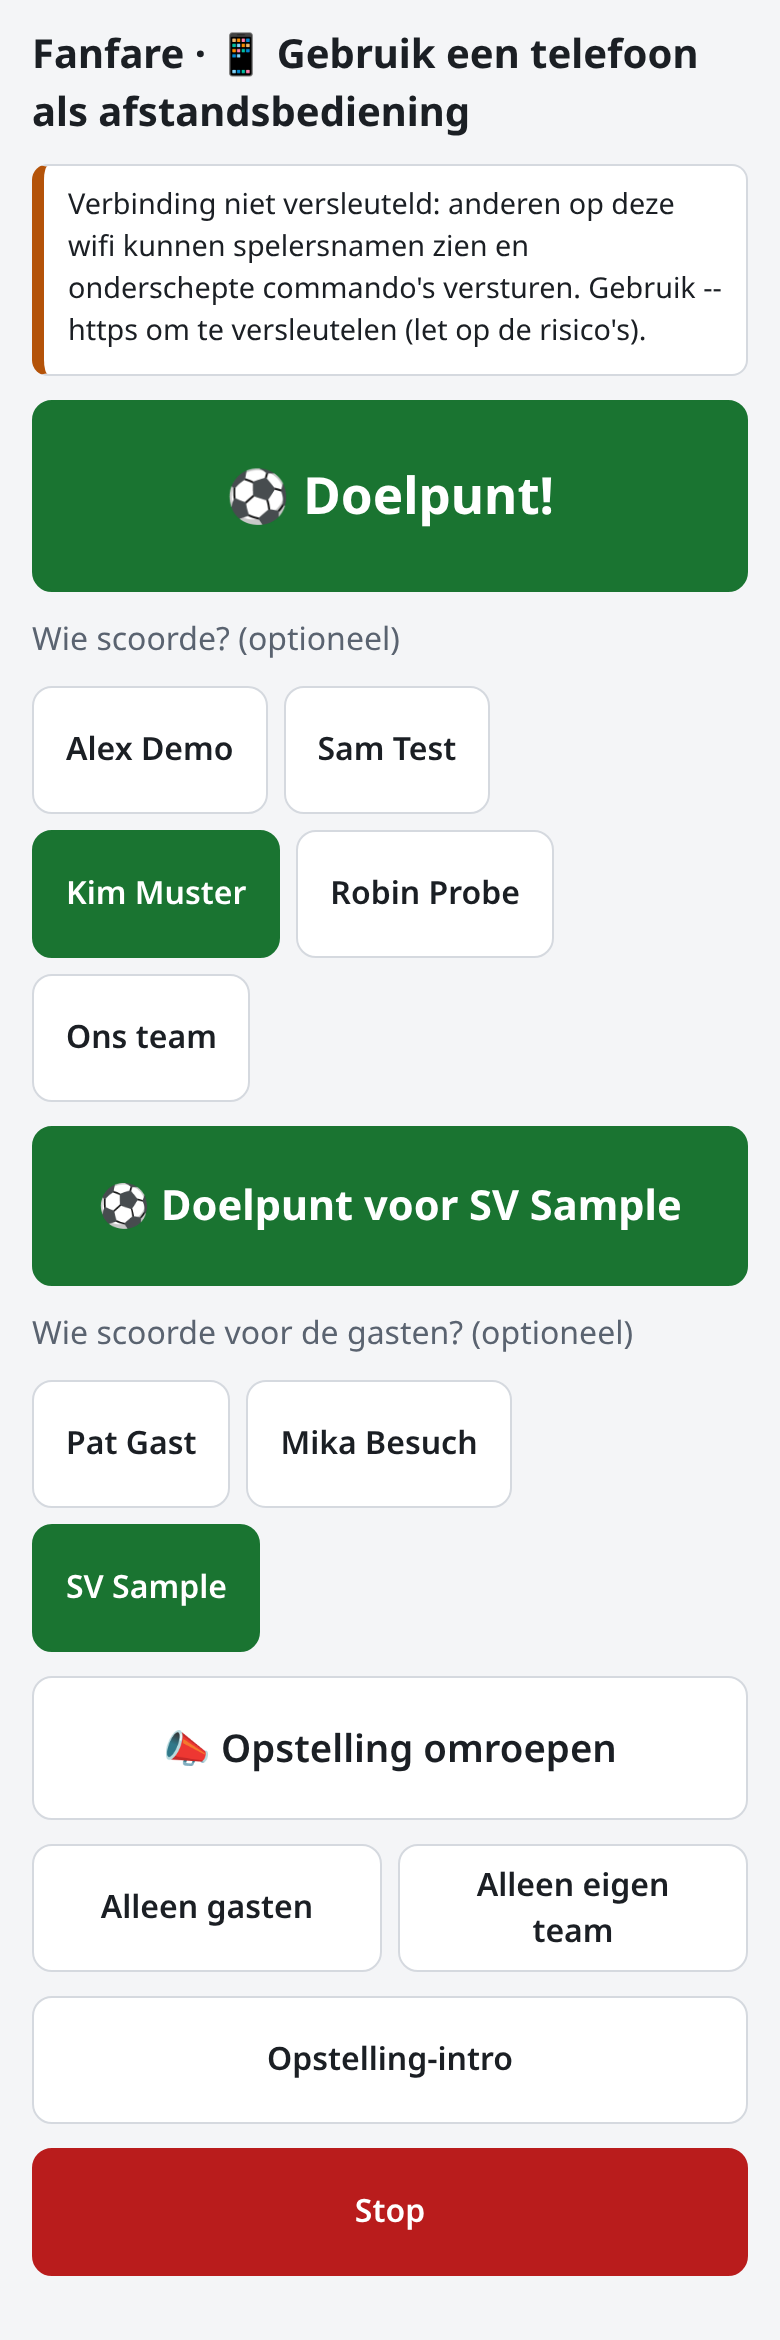 Fanfare · 📱 Gebruik een telefoon
als afstandsbediening
Verbinding niet versleuteld: anderen op deze
wifi kunnen spelersnamen zien en
onderschepte commando's versturen. Gebruik --
https om te versleutelen (let op de risico's).
⚽ Doelpunt!
Wie scoorde? (optioneel)
Alex Demo
Sam Test
Kim Muster
Robin Probe
Ons team
⚽ Doelpunt voor SV Sample
Wie scoorde voor de gasten? (optioneel)
Pat Gast
Mika Besuch
SV Sample
📣 Opstelling omroepen
Alleen gasten
Alleen eigen
team
Opstelling-intro
Stop